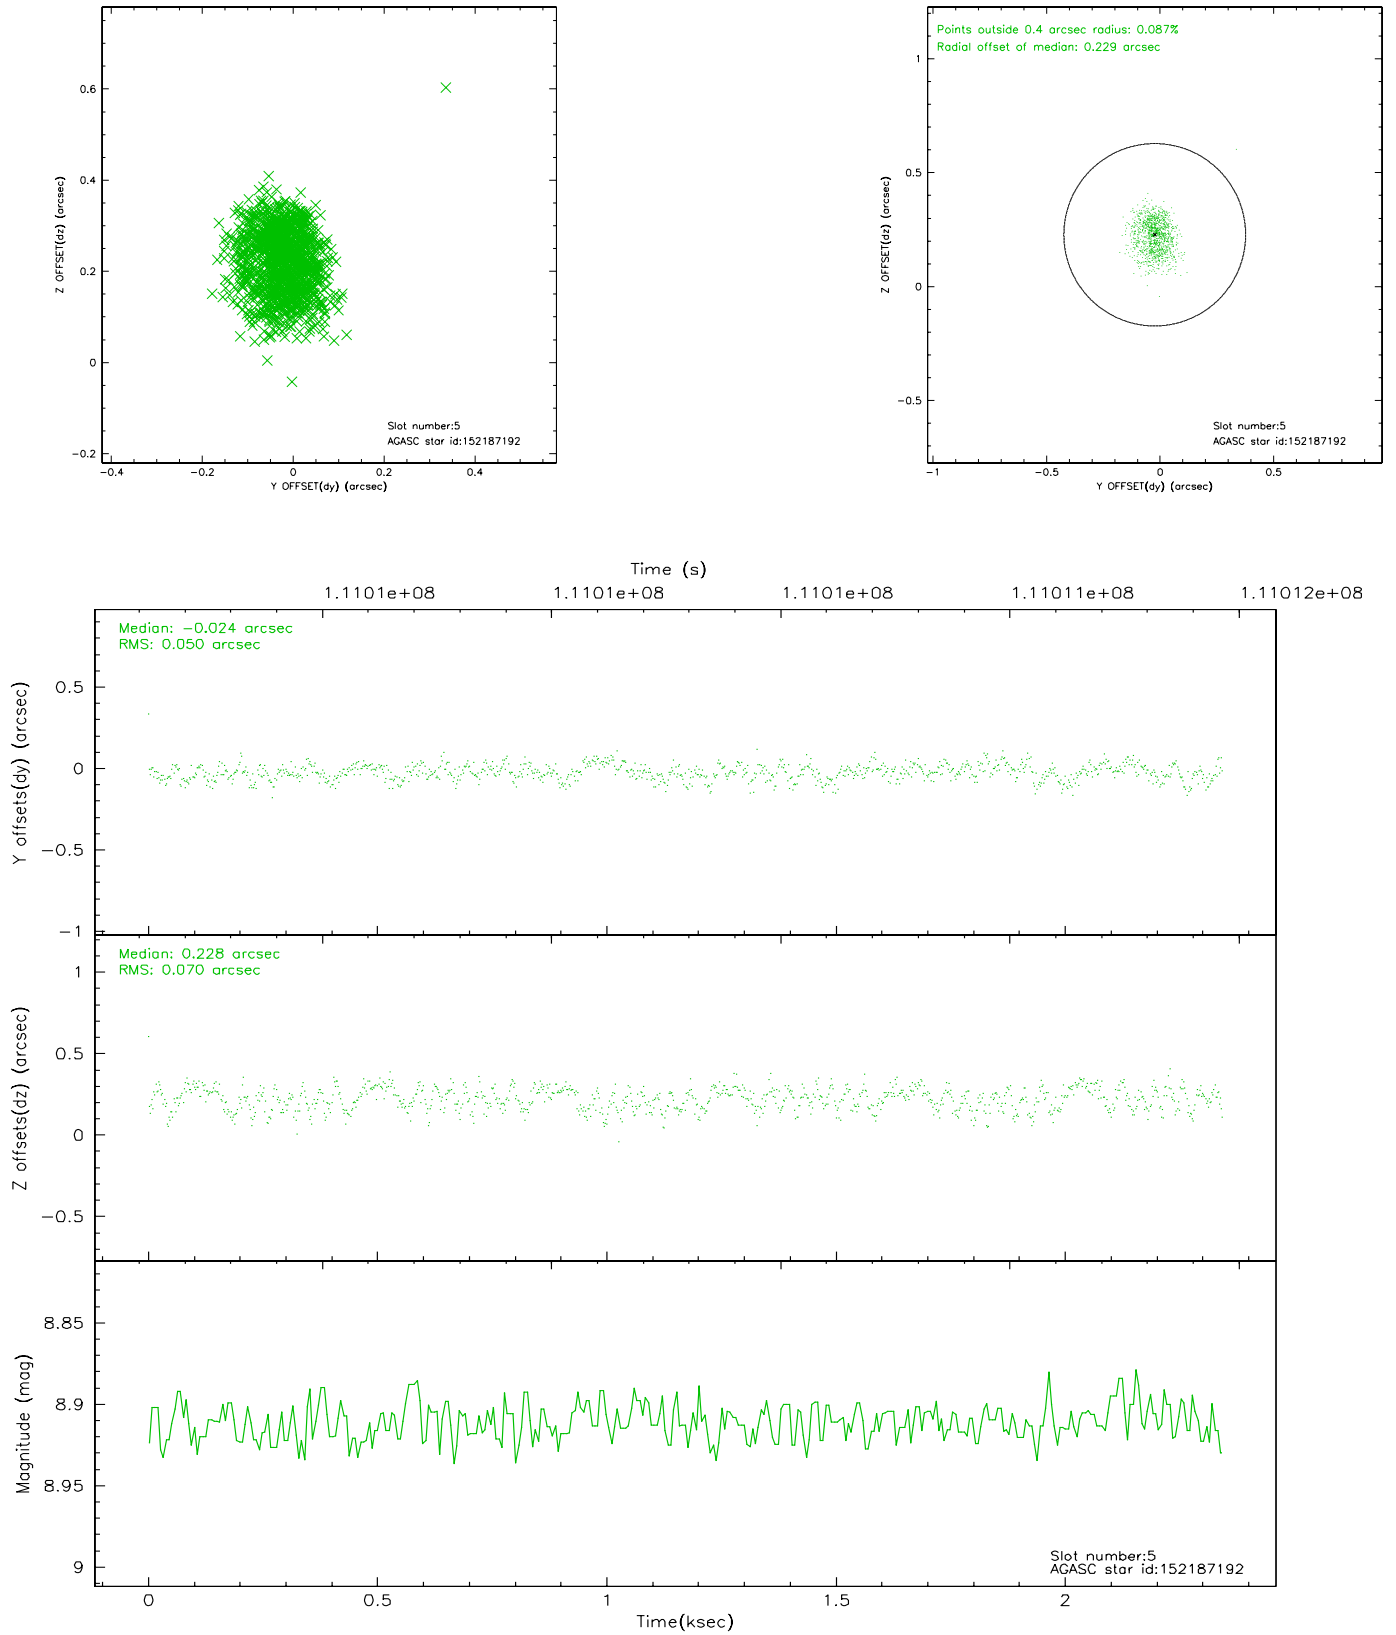 0.6
0.4
0.2
0
−0.2
−0.4
−0.2
0
0.2
0.4
Z OFFSET(dz) (arcsec)
Y OFFSET(dy) (arcsec)
Slot number:5
AGASC star id:152187192
Points outside 0.4 arcsec radius: 0.087%
Radial offset of median: 0.229 arcsec
1
0.5
0
−0.5
−1
−0.5
0
0.5
Z OFFSET(dz) (arcsec)
Y OFFSET(dy) (arcsec)
Slot number:5
AGASC star id:152187192
Time (s)
1.1101e+08
1.1101e+08
1.1101e+08
1.11011e+08
1.11012e+08
Median: −0.024 arcsec
RMS: 0.050 arcsec
0.5
0
−0.5
−1
Y offsets(dy) (arcsec)
Median: 0.228 arcsec
RMS: 0.070 arcsec
1
0.5
0
−0.5
Z offsets(dz) (arcsec)
8.85
8.9
8.95
9
Magnitude (mag)
Slot number:5
AGASC star id:152187192
0
0.5
1
1.5
2
Time(ksec)